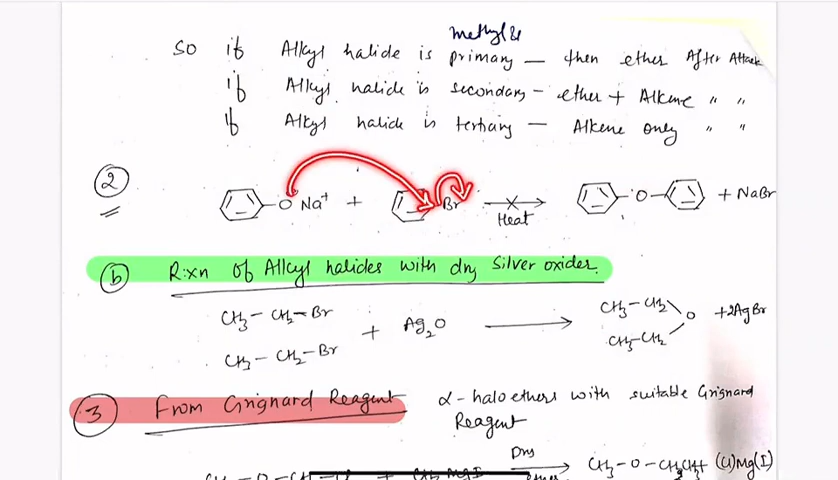 methyl &
So if Alkyl halide is primary — then ether After Attack
if Alkyl halide is secondary - ether + Alkene " "
If Alkyl halide is tertiary — Alkene only " "
② O Na+ + Br Heat O + NaBr
ⓑ R:xn Of Alkyl halides with dry Silver oxides.
CH3 - CH2 - Br
CH3 - CH2 - Br + Ag2O → CH3 - CH2 O + 2AgBr
CH3 - CH2
③ From Grignard Reagent α - halo ethers with suitable Grignard
Reagent
Dry
CH3 - O - CH2CH3 (Cl)Mg(I)